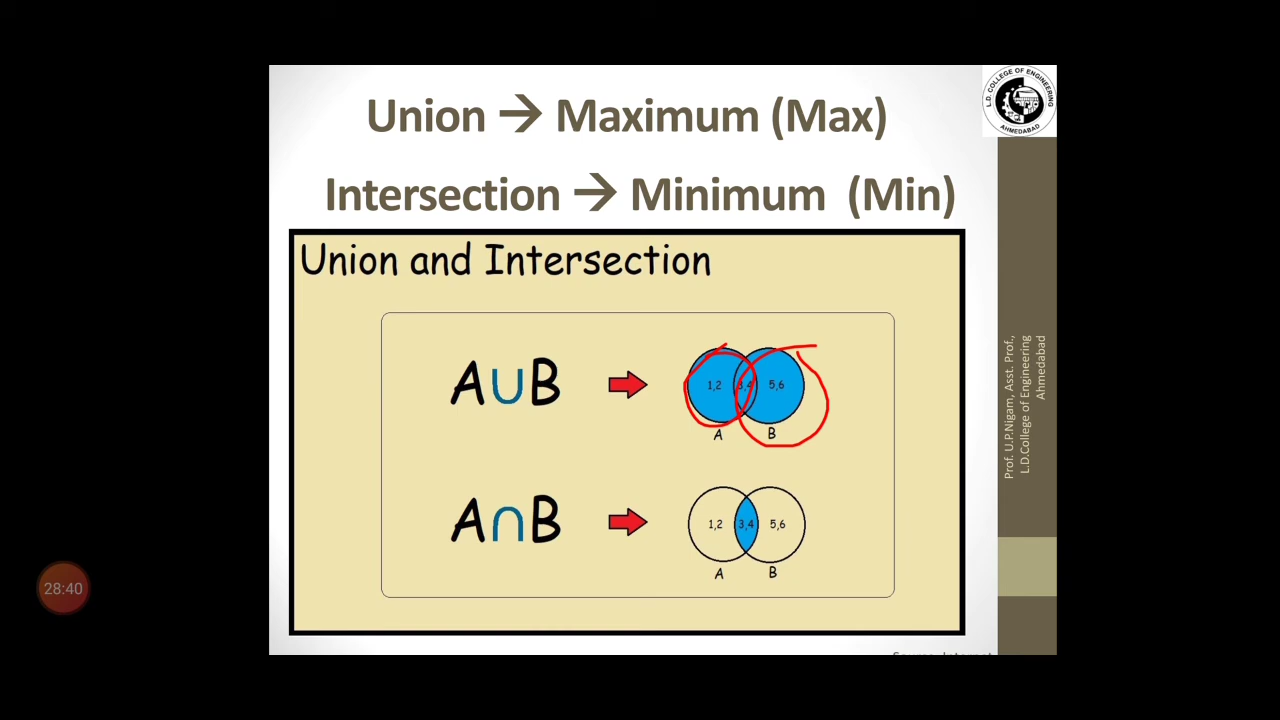 Union → Maximum (Max)
Intersection → Minimum (Min)
L.D. COLLEGE OF ENGINEERING
AHMEDABAD
Union and Intersection
A∪B
1,2 3,4 5,6
A B
A∩B
1,2 3,4 5,6
A B
Prof. U.P.Nigam, Asst. Prof.,
L.D.College of Engineering
Ahmedabad
28:40